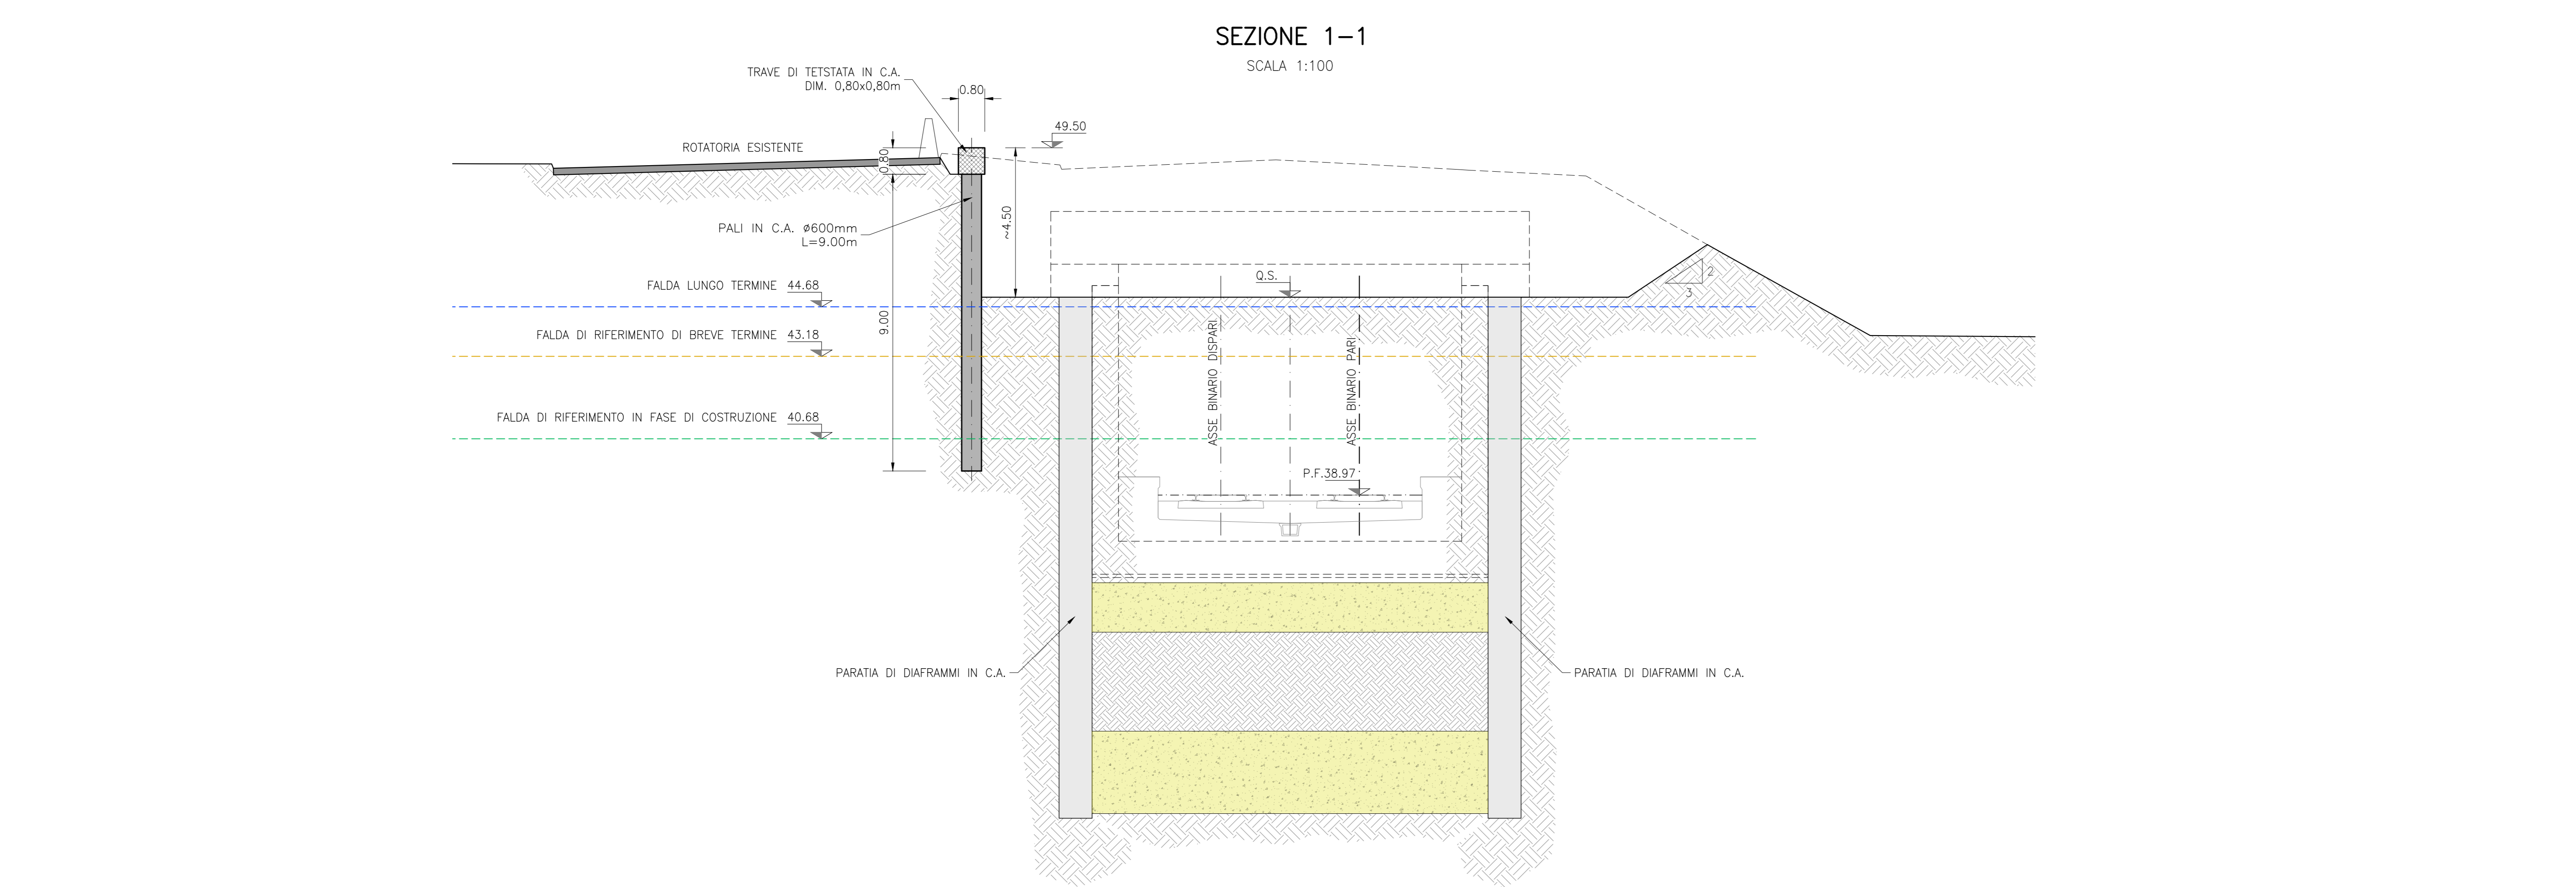 SEZIONE 1-1
SCALA 1:100
TRAVE DI TETSTATA IN C.A.
DIM. 0,80x0,80m
0.80
49.50
ROTATORIA ESISTENTE
0.80
~4.50
PALI IN C.A. ø600mm
L=9.00m
Q.S.
2
3
FALDA LUNGO TERMINE 44.68
9.00
FALDA DI RIFERIMENTO DI BREVE TERMINE 43.18
ASSE BINARIO DISPARI
ASSE BINARIO PARI
FALDA DI RIFERIMENTO IN FASE DI COSTRUZIONE 40.68
P.F.38.97
PARATIA DI DIAFRAMMI IN C.A.
PARATIA DI DIAFRAMMI IN C.A.